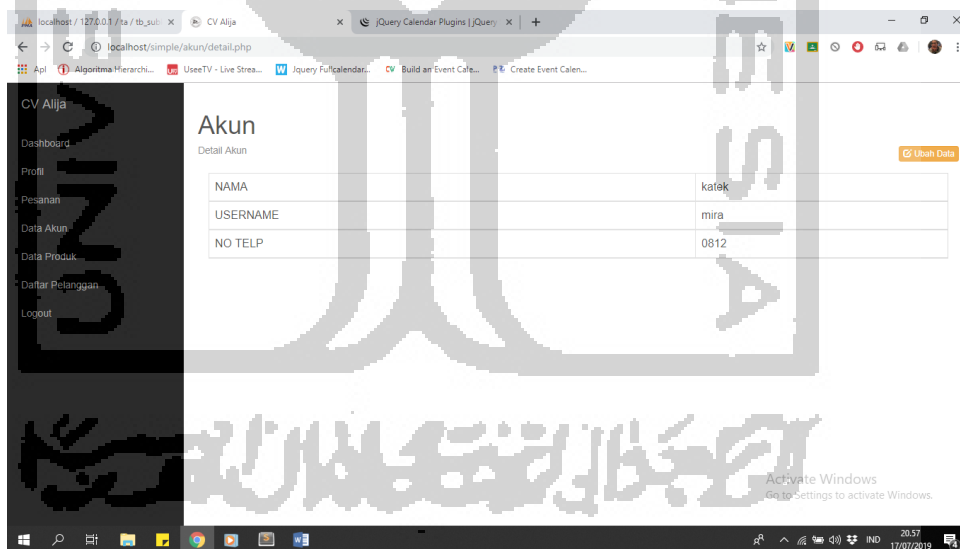 localhost / 127.0.0.1 / ta / tb_sub
CV Alija
jQuery Calendar Plugins | jQuery
localhost/simple/akun/detail.php
Apl
Algoritma Hierarchi...
UseeTV - Live Strea...
Jquery Fullcalendar...
CV Build an Event Cale...
Create Event Calen...
CV Alija
Dashboard
Profil
Pesanan
Data Akun
Data Produk
Daftar Pelanggan
Logout
Akun
Detail Akun
Ubah Data
NAMA katek
USERNAME mira
NO TELP 0812
Activate Windows
Go to Settings to activate Windows.
IND
20.57
17/07/2019